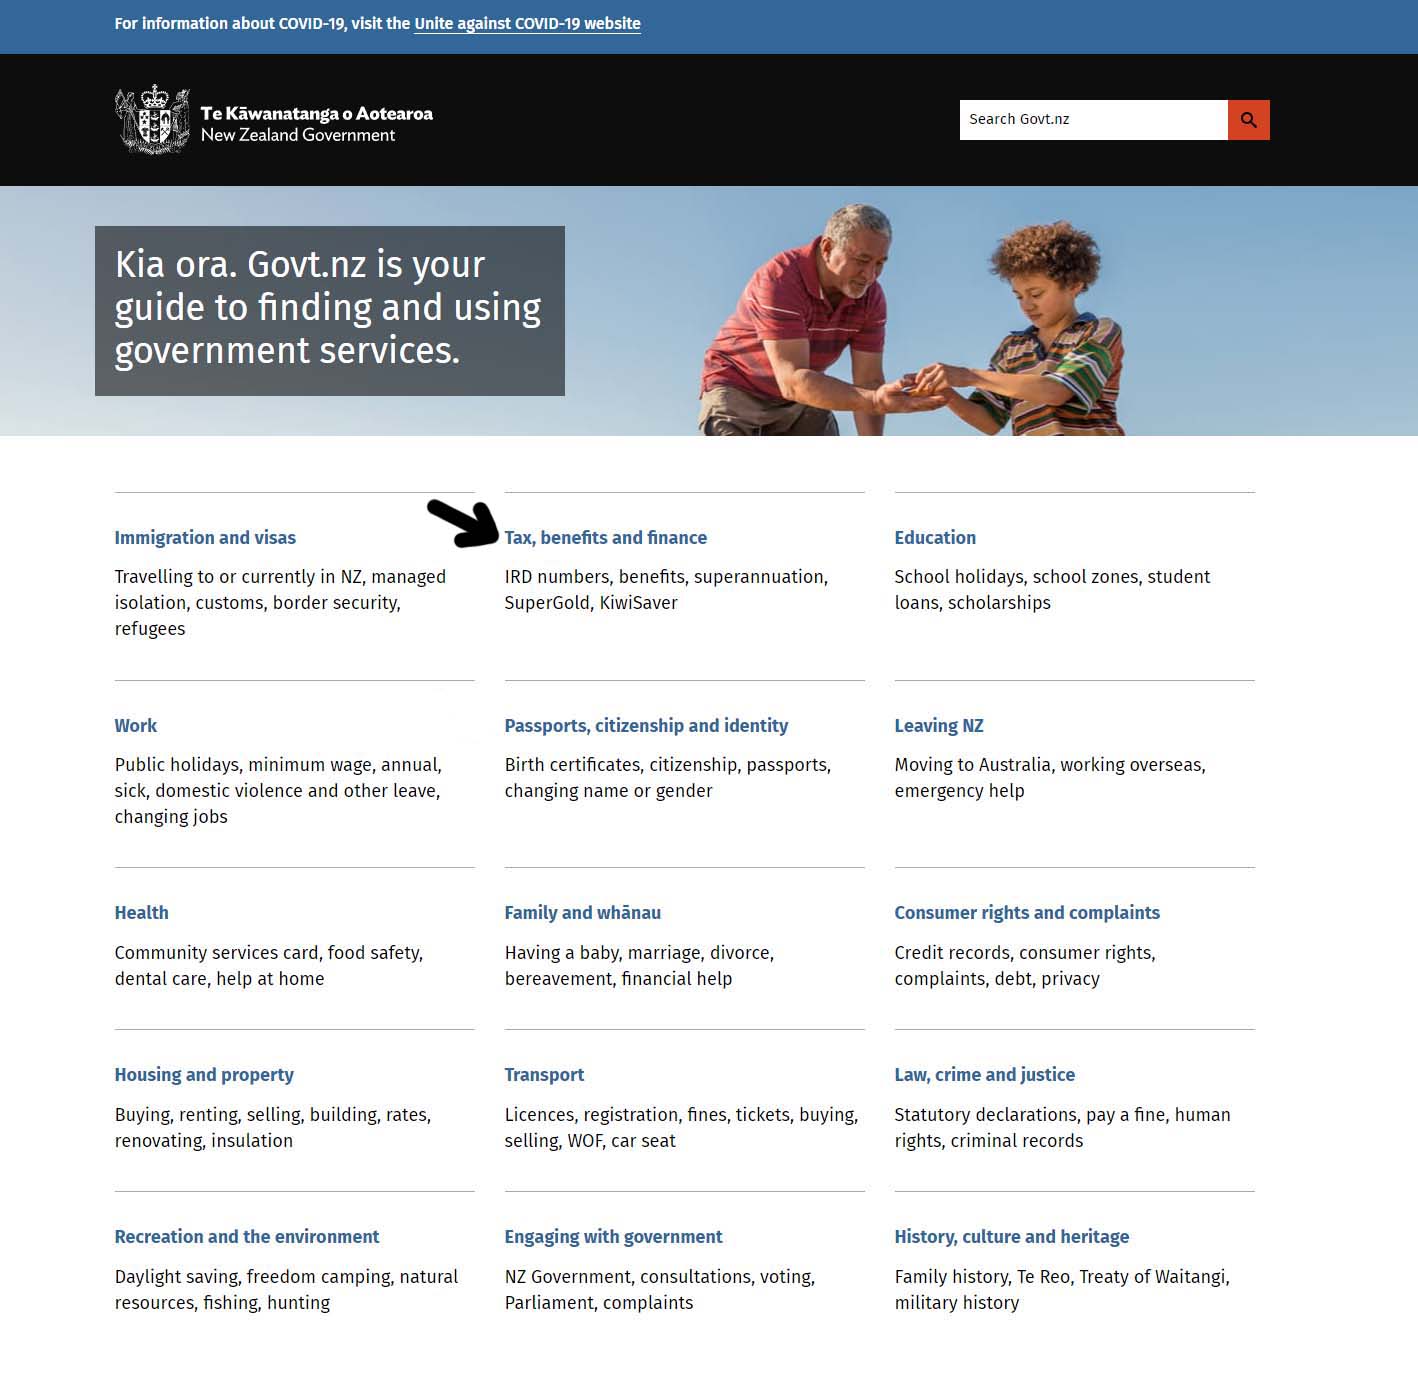 For information about COVID-19, visit the Unite against COVID-19 website
Te Kāwanatanga o Aotearoa
New Zealand Government
Search Govt.nz
Kia ora. Govt.nz is your
guide to finding and using
government services.
Immigration and visas
Travelling to or currently in NZ, managed
isolation, customs, border security,
refugees
Tax, benefits and finance
IRD numbers, benefits, superannuation,
SuperGold, KiwiSaver
Education
School holidays, school zones, student
loans, scholarships
Work
Public holidays, minimum wage, annual,
sick, domestic violence and other leave,
changing jobs
Passports, citizenship and identity
Birth certificates, citizenship, passports,
changing name or gender
Leaving NZ
Moving to Australia, working overseas,
emergency help
Health
Community services card, food safety,
dental care, help at home
Family and whānau
Having a baby, marriage, divorce,
bereavement, financial help
Consumer rights and complaints
Credit records, consumer rights,
complaints, debt, privacy
Housing and property
Buying, renting, selling, building, rates,
renovating, insulation
Transport
Licences, registration, fines, tickets, buying,
selling, WOF, car seat
Law, crime and justice
Statutory declarations, pay a fine, human
rights, criminal records
Recreation and the environment
Daylight saving, freedom camping, natural
resources, fishing, hunting
Engaging with government
NZ Government, consultations, voting,
Parliament, complaints
History, culture and heritage
Family history, Te Reo, Treaty of Waitangi,
military history